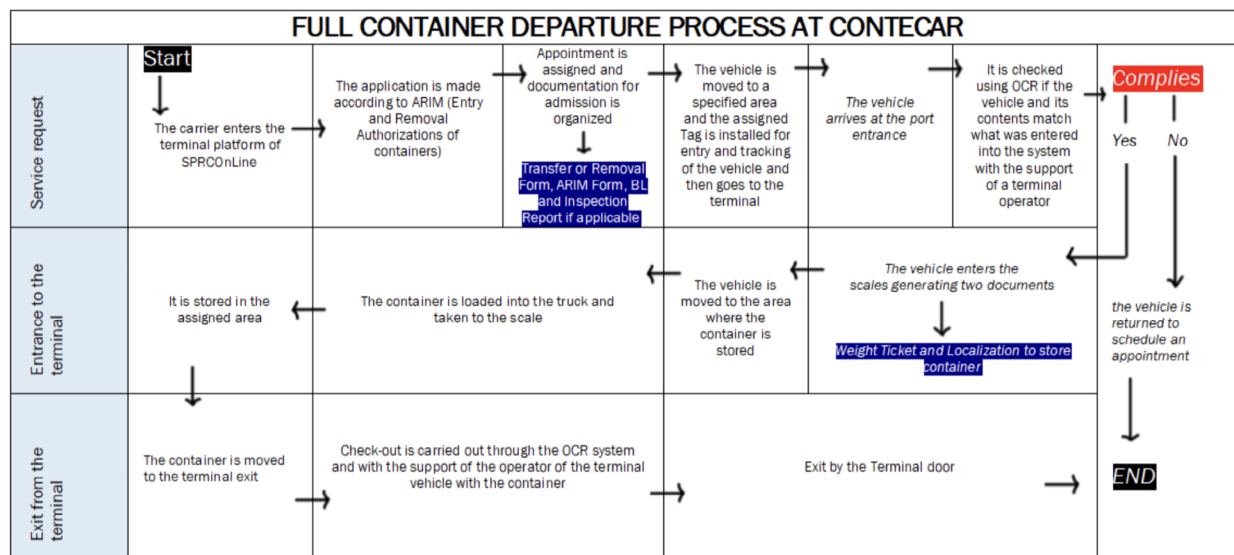 FULL CONTAINER DEPARTURE PROCESS AT CONTECAR
Service request
Start
The carrier enters the
terminal platform of
SPRCOnLine
The application is made
according to ARIM (Entry
and Removal
Authorizations of
containers)
Appointment is
assigned and
documentation for
admission is
organized
Transfer or Removal
Form, ARIM Form, BL
and Inspection
Report if applicable
The vehicle is
moved to a
specified area
and the assigned
Tag is installed for
entry and tracking
of the vehicle and
then goes to the
terminal
The vehicle
arrives at the port
entrance
It is checked
using OCR if the
vehicle and its
contents match
what was entered
into the system
with the support
of a terminal
operator
Complies
Yes
No
Entrance to the
terminal
It is stored in the
assigned area
The container is loaded into the truck and
taken to the scale
The vehicle is
moved to the area
where the
container is
stored
The vehicle enters the
scales generating two documents
Weight Ticket and Localization to store
container
the vehicle is
returned to
schedule an
appointment
Exit from the
terminal
The container is moved
to the terminal exit
Check-out is carried out through the OCR system
and with the support of the operator of the terminal
vehicle with the container
Exit by the Terminal door
END